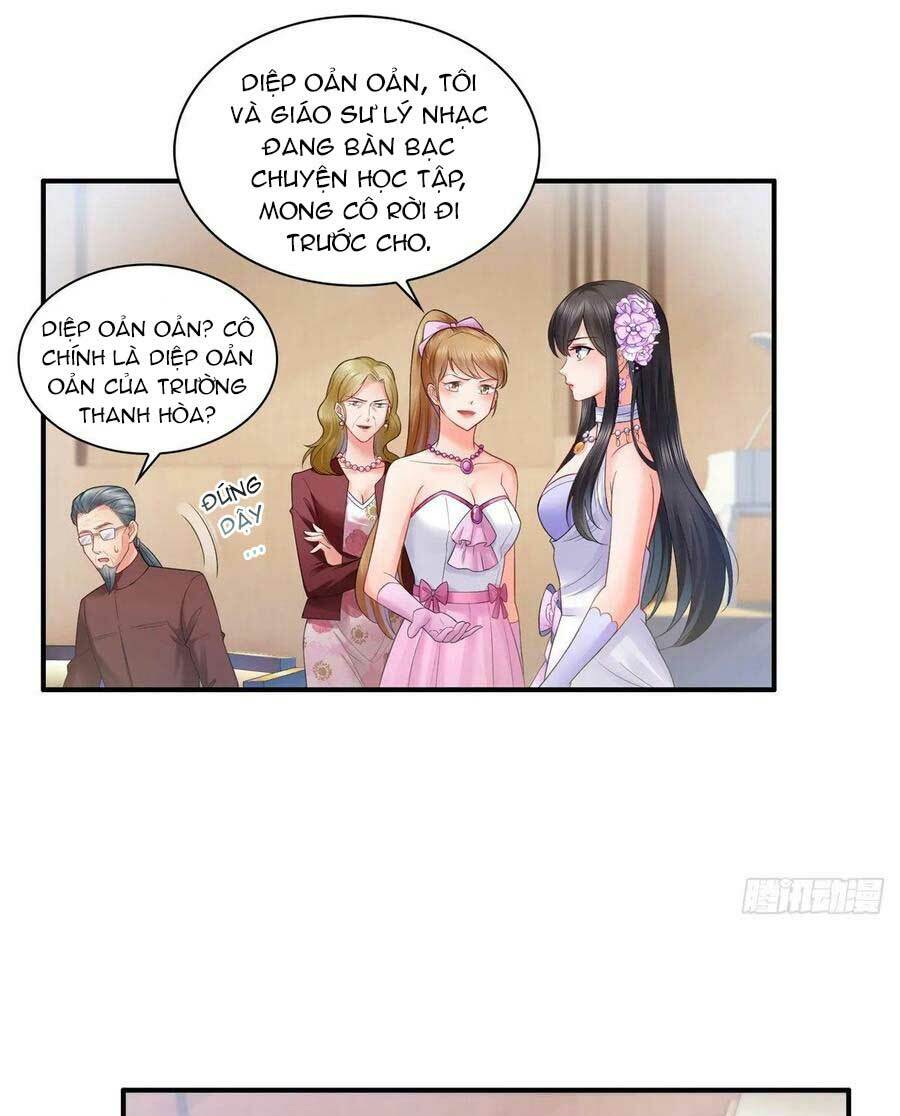 DIỆP OẢN OẢN, TÔI
VÀ GIÁO SƯ LÝ NHẠC
ĐANG BÀN BẠC
CHUYỆN HỌC TẬP,
MONG CÔ RỜI ĐI
TRƯỚC CHO.
DIỆP OẢN OẢN? CÔ
CHÍNH LÀ DIỆP OẢN
OẢN CỦA TRƯỜNG
THANH HÒA?
ĐỨNG
DẬY
...
腾讯动漫